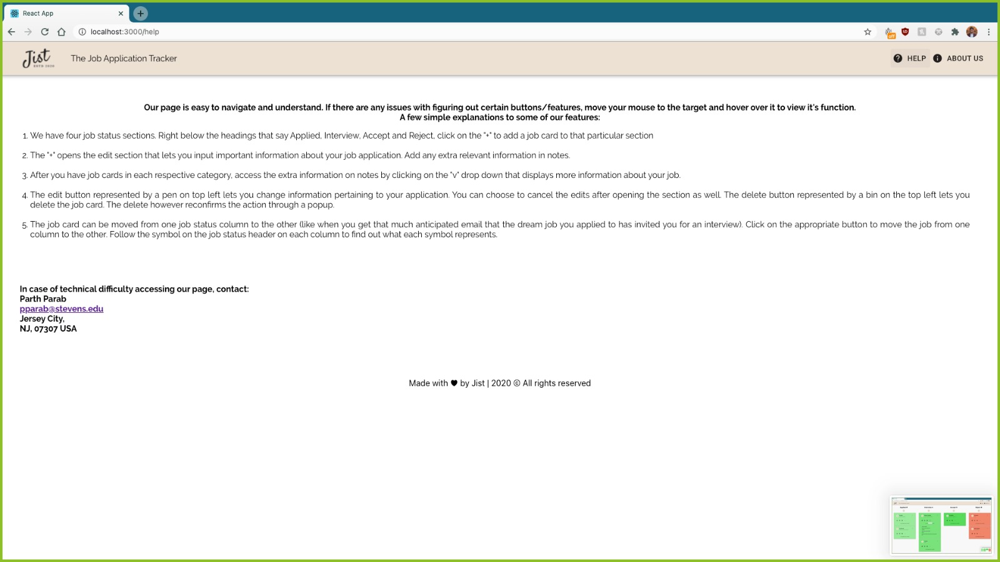 React App
localhost:3000/help
off
Jist
ESTD 2020
The Job Application Tracker
HELP
ABOUT US
Our page is easy to navigate and understand. If there are any issues with figuring out certain buttons/features, move your mouse to the target and hover over it to view it's function.
A few simple explanations to some of our features:
1. We have four job status sections. Right below the headings that say Applied, Interview, Accept and Reject, click on the "+" to add a job card to that particular section
2. The "+" opens the edit section that lets you input important information about your job application. Add any extra relevant information in notes.
3. After you have job cards in each respective category, access the extra information on notes by clicking on the "v" drop down that displays more information about your job.
4. The edit button represented by a pen on top left lets you change information pertaining to your application. You can choose to cancel the edits after opening the section as well. The delete button represented by a bin on the top left lets you
delete the job card. The delete however reconfirms the action through a popup.
5. The job card can be moved from one job status column to the other (like when you get that much anticipated email that the dream job you applied to has invited you for an interview). Click on the appropriate button to move the job from one
column to the other. Follow the symbol on the job status header on each column to find out what each symbol represents.
In case of technical difficulty accessing our page, contact:
Parth Parab
pparab@stevens.edu
Jersey City,
NJ, 07307 USA
Made with ♥ by Jist | 2020 © All rights reserved